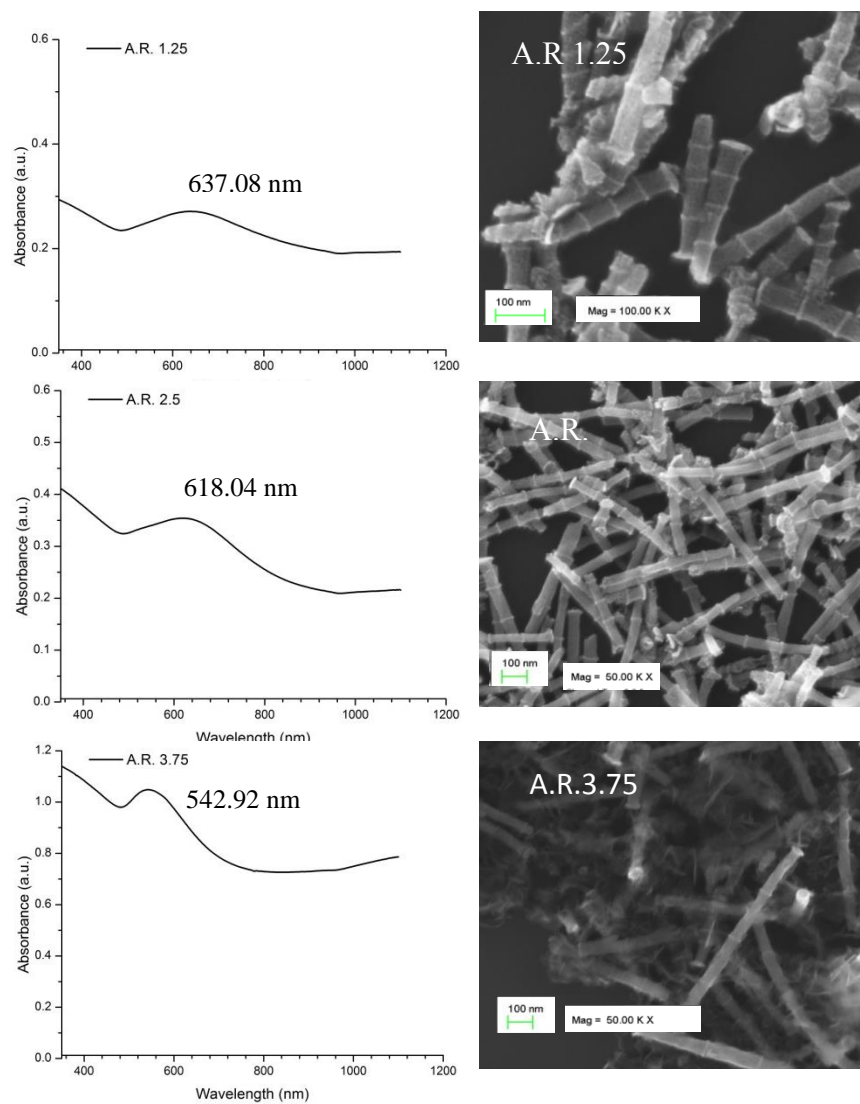 A.R. 1.25
637.08 nm
Absorbance (a.u.)
0.6
0.4
0.2
0.0
400 600 800 1000 1200
A.R 1.25
100 nm
Mag = 100.00 K X
A.R. 2.5
618.04 nm
Absorbance (a.u.)
0.6
0.5
0.4
0.3
0.2
0.1
0.0
400 600 800 1000 1200
Wavelength (nm)
A.R.
100 nm
Mag = 50.00 K X
A.R. 3.75
542.92 nm
Absorbance (a.u.)
1.2
1.0
0.8
0.6
0.4
0.2
0.0
400 600 800 1000 1200
Wavelength (nm)
A.R.3.75
100 nm
Mag = 50.00 K X